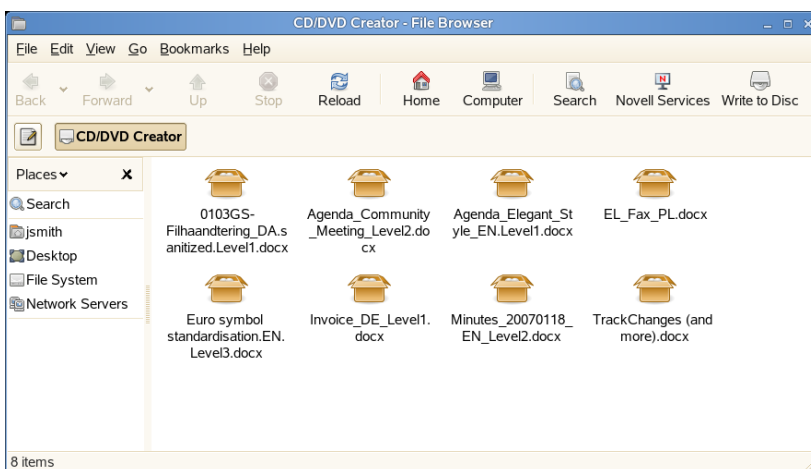 CD/DVD Creator - File Browser
File Edit View Go Bookmarks Help
Back Forward Up Stop Reload Home Computer Search Novell Services Write to Disc
CD/DVD Creator
Places
Search
jsmith
Desktop
File System
Network Servers
0103GS-
Filhaandtering_DA.s
anitized.Level1.docx
Agenda_Community
_Meeting_Level2.do
cx
Agenda_Elegant_St
yle_EN.Level1.docx
EL_Fax_PL.docx
Euro symbol
standardisation.EN.
Level3.docx
Invoice_DE_Level1.
docx
Minutes_20070118_
EN_Level2.docx
TrackChanges (and
more).docx
8 items